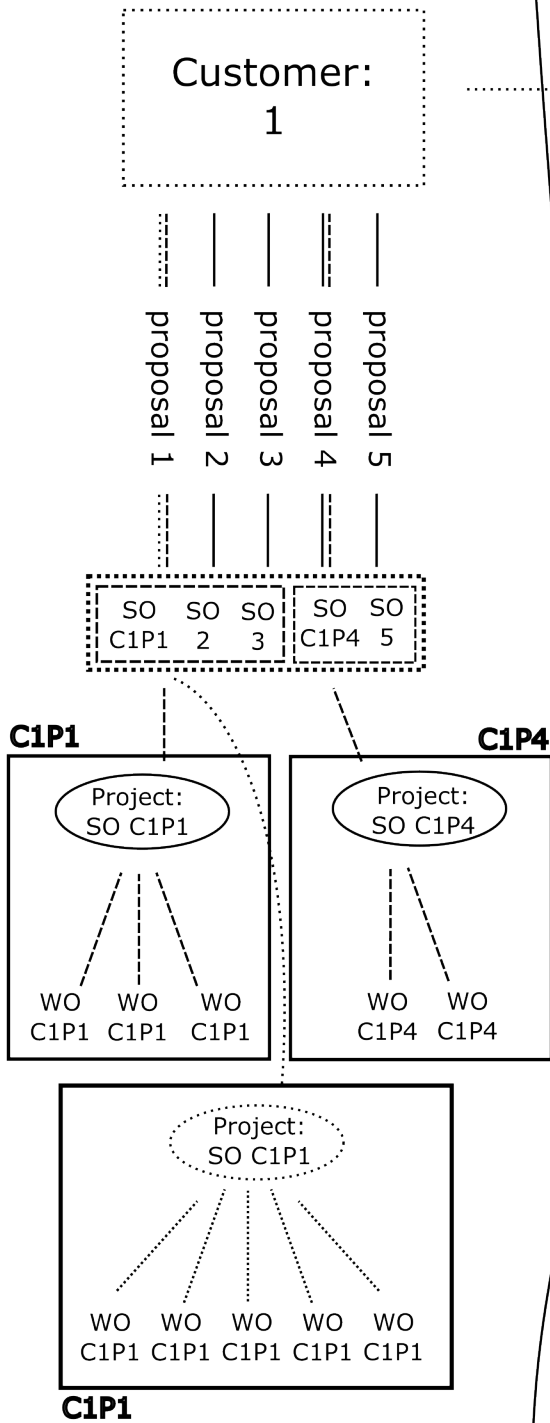 Customer:
1
proposal 1
proposal 2
proposal 3
proposal 4
proposal 5
SO
C1P1
SO
2
SO
3
SO
C1P4
SO
5
C1P1
Project:
SO C1P1
WO
C1P1
WO
C1P1
WO
C1P1
C1P4
Project:
SO C1P4
WO
C1P4
WO
C1P4
Project:
SO C1P1
WO
C1P1
WO
C1P1
WO
C1P1
WO
C1P1
WO
C1P1
C1P1